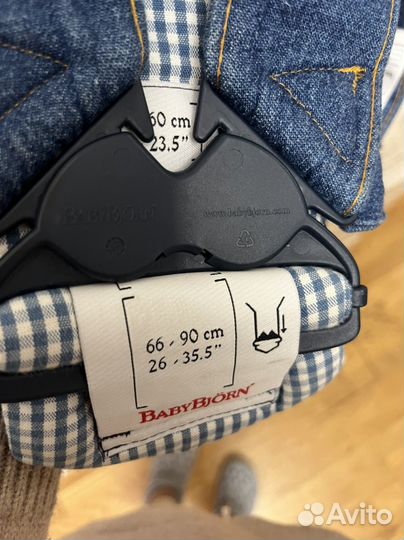 60 cm
23.5"
BABYBJÖRN
www.babybjorn.com
66 - 90 cm
26 - 35.5"
BABYBJÖRN
Avito